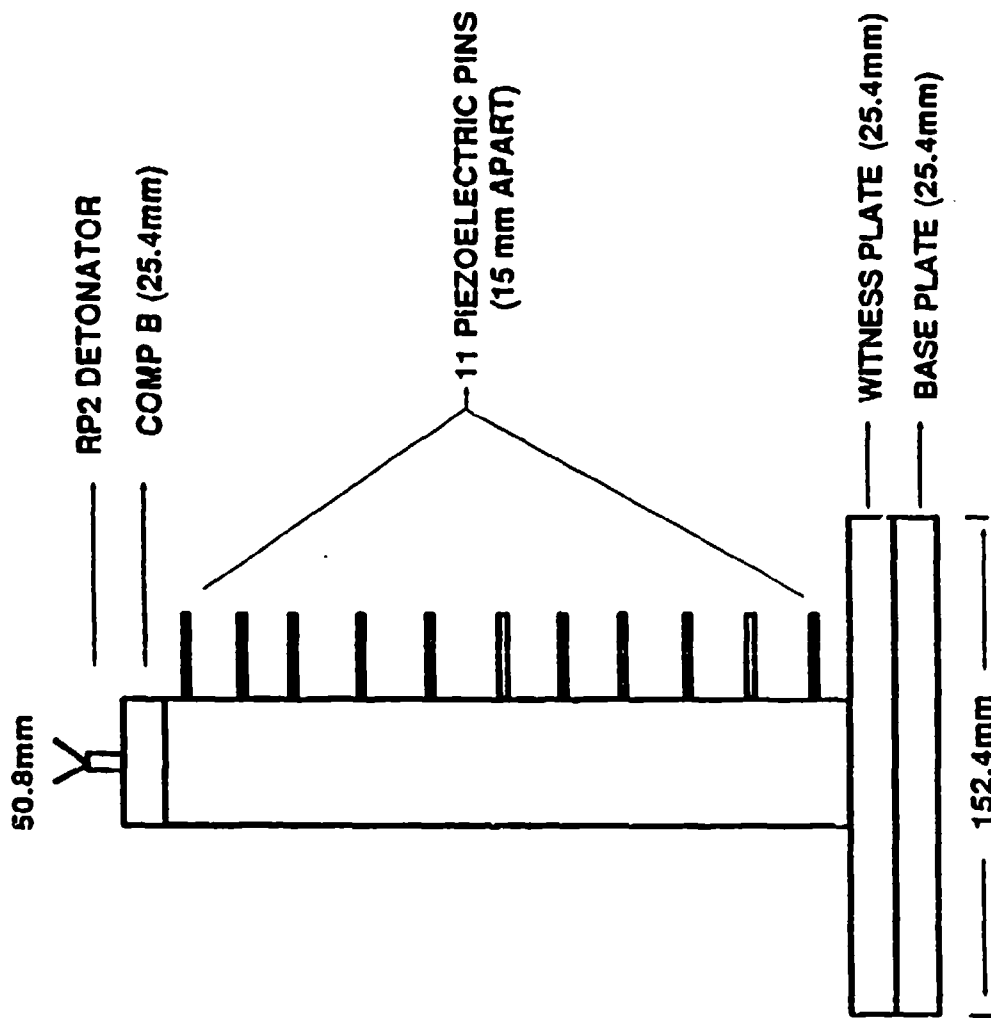 50.8mm
RP2 DETONATOR
COMP B (25.4mm)
11 PIEZOELECTRIC PINS
(15 mm APART)
WITNESS PLATE (25.4mm)
BASE PLATE (25.4mm)
152.4mm